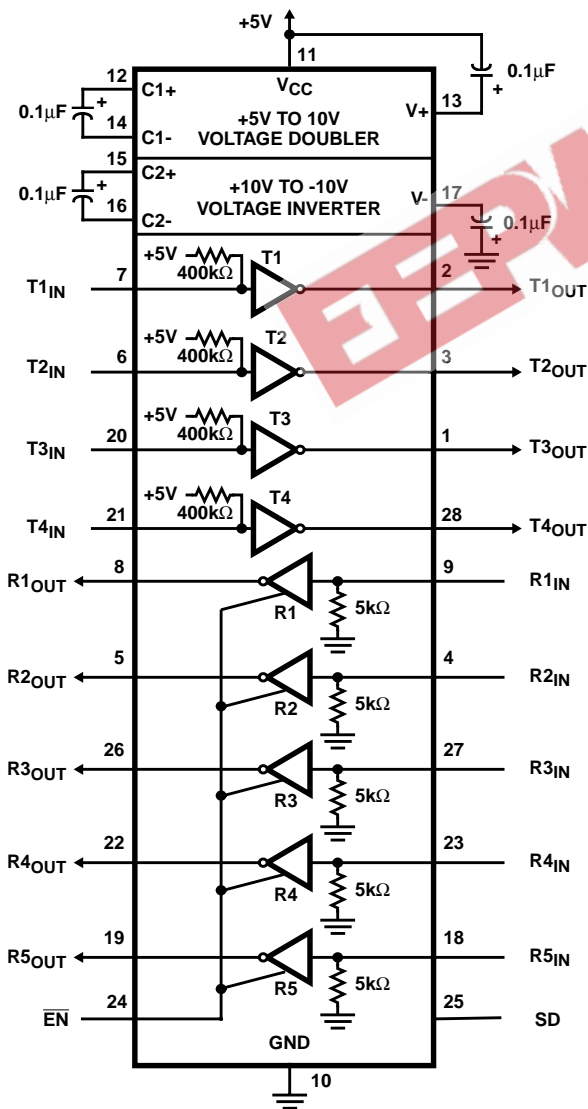 +5V
11
12
C1+
VCC
0.1µF
+
0.1µF
+
V+
13
14
C1-
+5V TO 10V
VOLTAGE DOUBLER
15
C2+
0.1µF
+
+10V TO -10V
VOLTAGE INVERTER
V-
17
16
C2-
0.1µF
+
+5V
400kΩ
T1
T1IN
7
2
T1OUT
+5V
400kΩ
T2
T2IN
6
3
T2OUT
+5V
400kΩ
T3
T3IN
20
1
T3OUT
+5V
400kΩ
T4
T4IN
21
28
T4OUT
R1OUT
8
9
R1IN
R1
5kΩ
R2OUT
5
4
R2IN
R2
5kΩ
R3OUT
26
27
R3IN
R3
5kΩ
R4OUT
22
23
R4IN
R4
5kΩ
R5OUT
19
18
R5IN
R5
5kΩ
24
EN
25
SD
GND
10